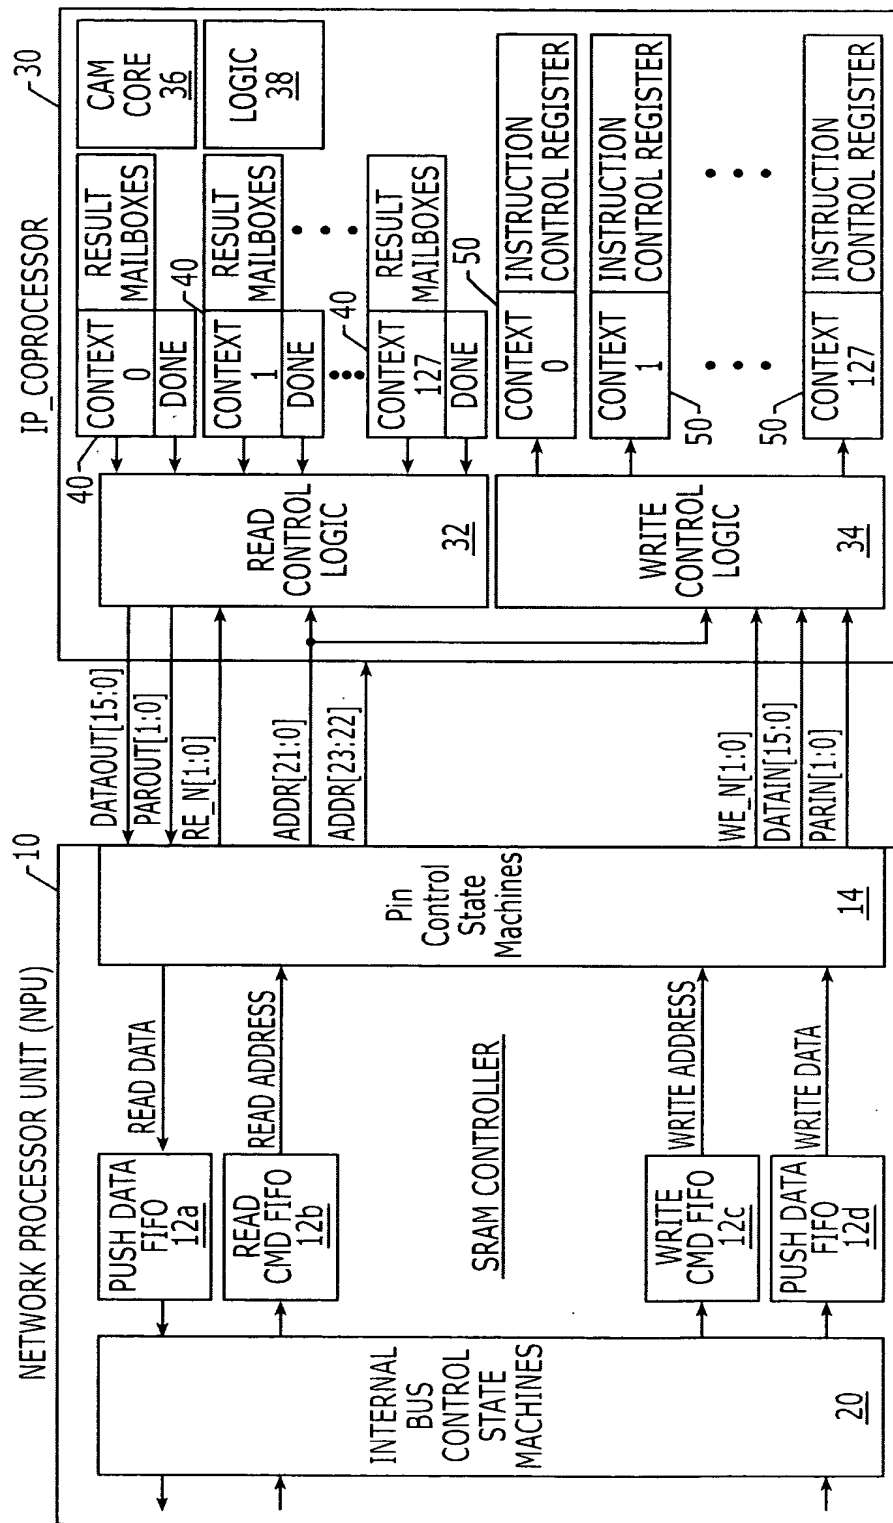 NETWORK PROCESSOR UNIT (NPU)
10
INTERNAL
BUS
CONTROL
STATE
MACHINES
20
PUSH DATA
FIFO
12a
READ
CMD FIFO
12b
WRITE
CMD FIFO
12c
PUSH DATA
FIFO
12d
READ DATA
READ ADDRESS
SRAM CONTROLLER
WRITE ADDRESS
WRITE DATA
Pin
Control
State
Machines
14
DATAOUT[15:0]
PAROUT[1:0]
RE_N[1:0]
ADDR[21:0]
ADDR[23:22]
WE_N[1:0]
DATAIN[15:0]
PARIN[1:0]
IP_COPROCESSOR
30
READ
CONTROL
LOGIC
32
WRITE
CONTROL
LOGIC
34
40
CONTEXT
0
DONE
RESULT
MAILBOXES
40
CONTEXT
1
DONE
RESULT
MAILBOXES
40
CONTEXT
127
DONE
RESULT
MAILBOXES
CAM
CORE
36
LOGIC
38
50
CONTEXT
0
INSTRUCTION
CONTROL REGISTER
50
CONTEXT
1
INSTRUCTION
CONTROL REGISTER
50
CONTEXT
127
INSTRUCTION
CONTROL REGISTER